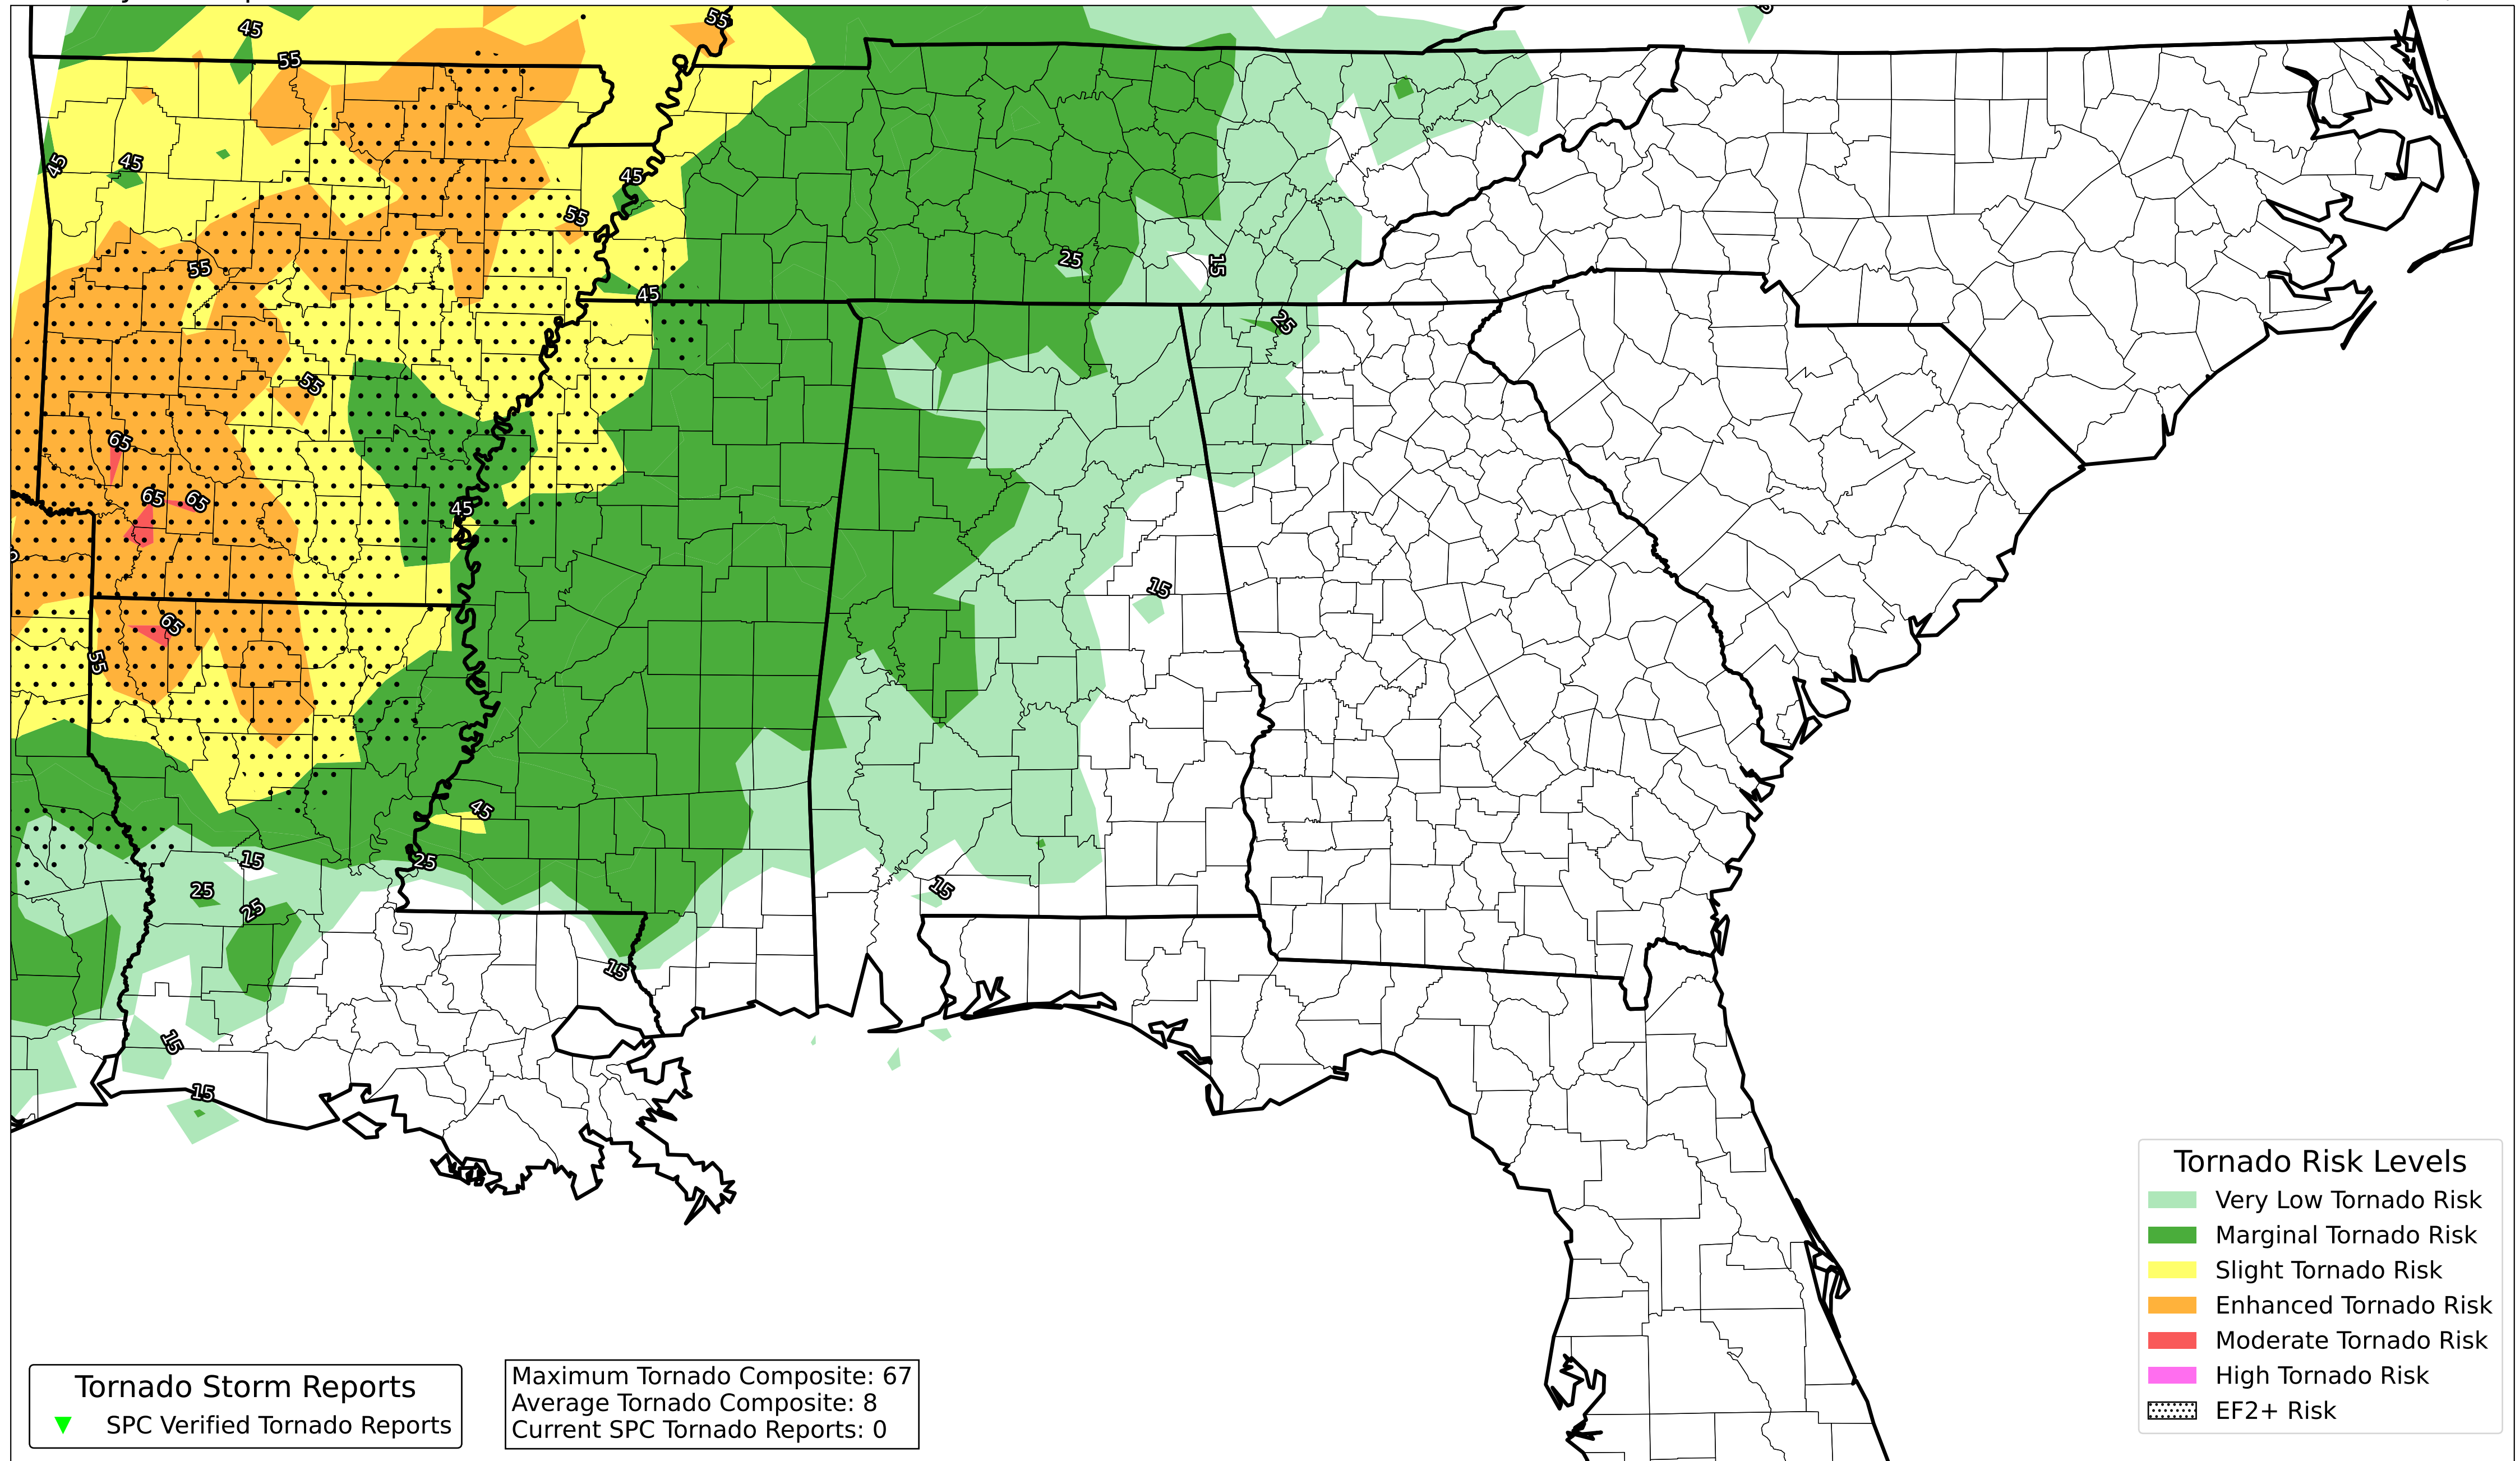 45
55
55
45
45
45
55
45
55
25
15
45
25
55
65
65
65
45
15
65
55
45
15
25
25
15
25
15
15
15
Tornado Risk Levels
Very Low Tornado Risk
Marginal Tornado Risk
Slight Tornado Risk
Enhanced Tornado Risk
Moderate Tornado Risk
High Tornado Risk
EF2+ Risk
Tornado Storm Reports
SPC Verified Tornado Reports
Maximum Tornado Composite: 67
Average Tornado Composite: 8
Current SPC Tornado Reports: 0